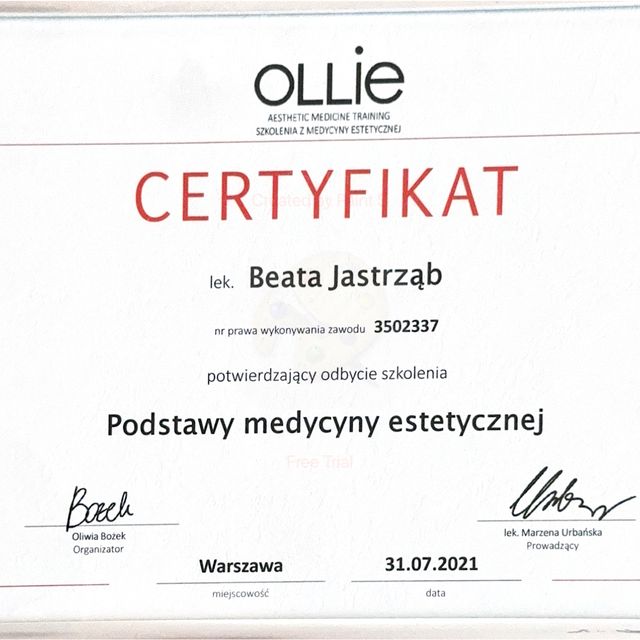 OLLie
AESTHETIC MEDICINE TRAINING
SZKOLENIA Z MEDYCYNY ESTETYCZNEJ
CERTYFIKAT
lek. Beata Jastrząb
nr prawa wykonywania zawodu 3502337
potwierdzający odbycie szkolenia
Podstawy medycyny estetycznej
Free Trial
Bożek
Oliwia Bożek
Organizator
lek. Marzena Urbańska
Prowadzący
Warszawa
miejscowość
31.07.2021
data